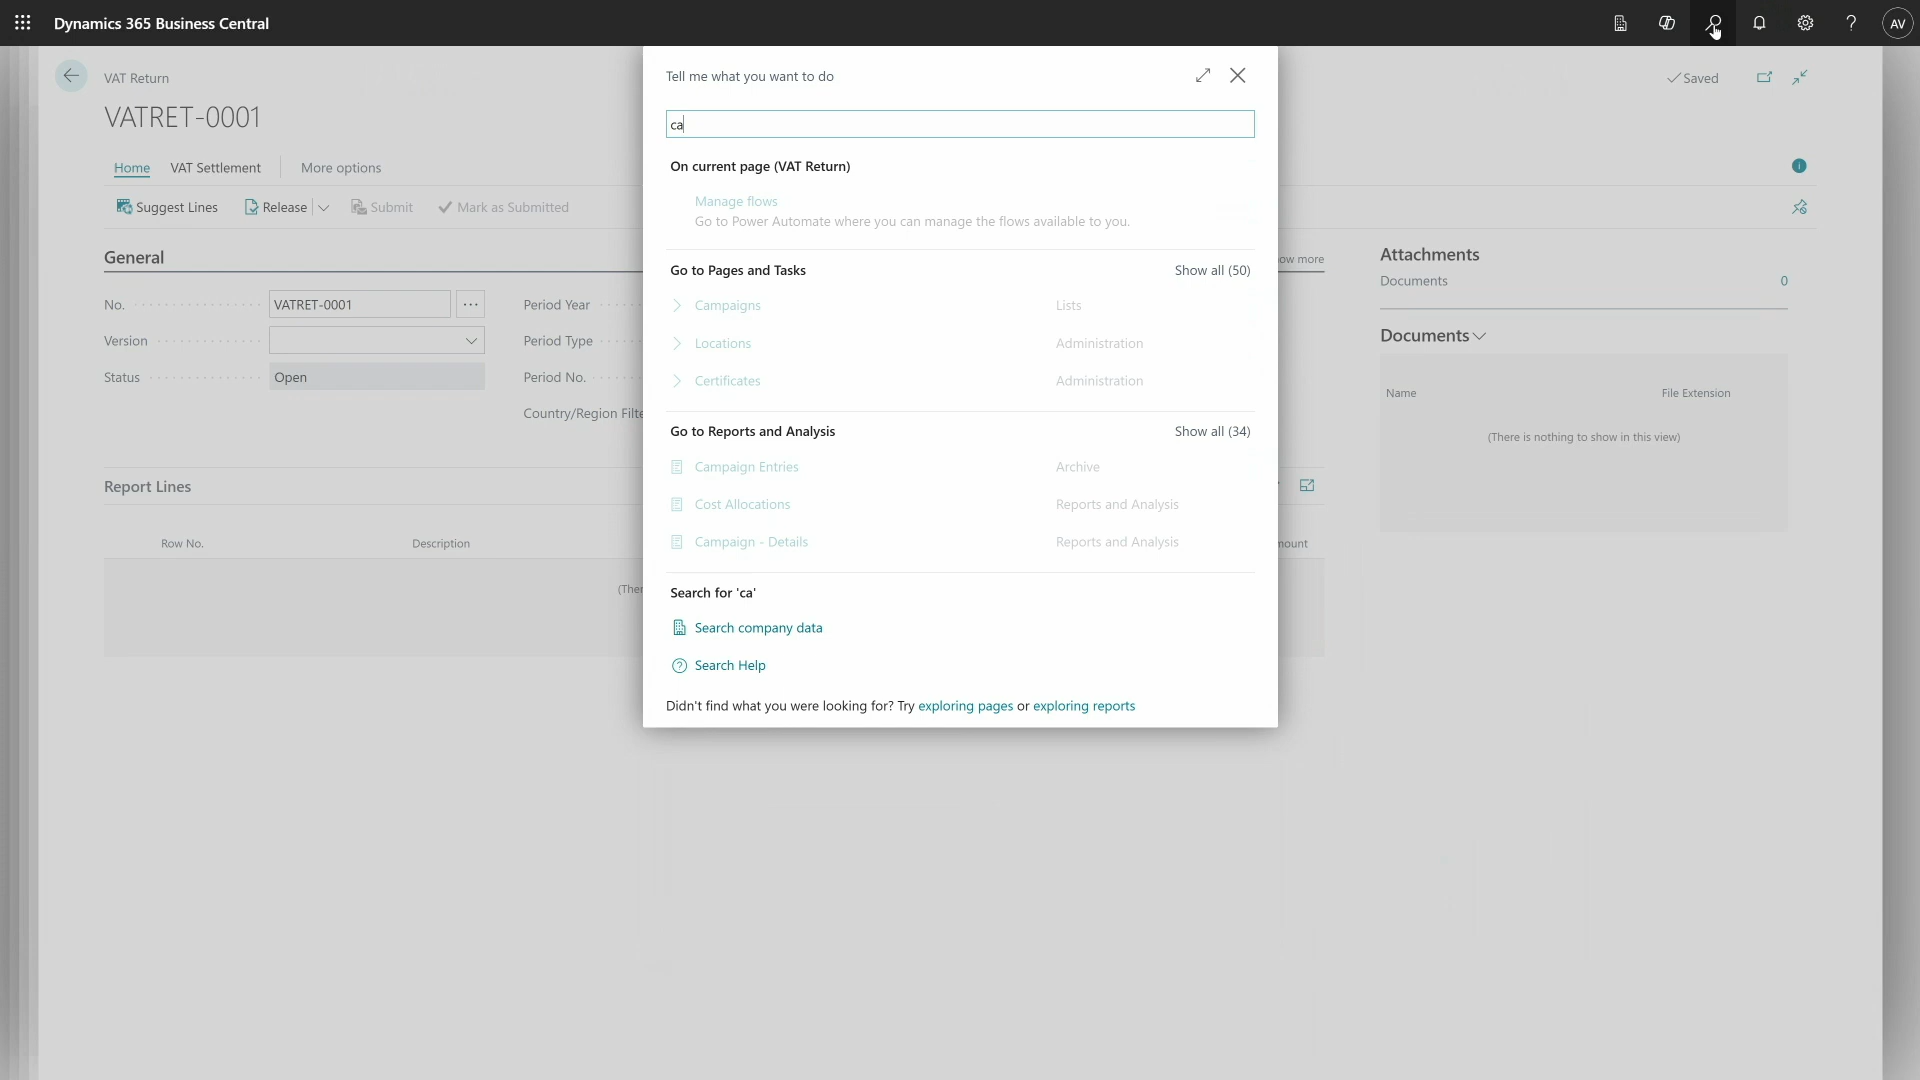 Dynamics 365 Business Central
AV
VAT Return
Saved
VATRET-0001
Home
VAT Settlement
More options
Suggest Lines
Release
Submit
Mark as Submitted
General
ow more
No.
VATRET-0001
Period Year
Version
Period Type
Status
Open
Period No.
Country/Region Filte
Report Lines
Row No.
Description
mount
(Ther
Tell me what you want to do
ca
On current page (VAT Return)
Manage flows
Go to Power Automate where you can manage the flows available to you.
Go to Pages and Tasks
Show all (50)
Campaigns
Lists
Locations
Administration
Certificates
Administration
Go to Reports and Analysis
Show all (34)
Campaign Entries
Archive
Cost Allocations
Reports and Analysis
Campaign - Details
Reports and Analysis
Search for 'ca'
Search company data
Search Help
Didn't find what you were looking for? Try exploring pages or exploring reports
Attachments
Documents
0
Documents
Name
File Extension
(There is nothing to show in this view)